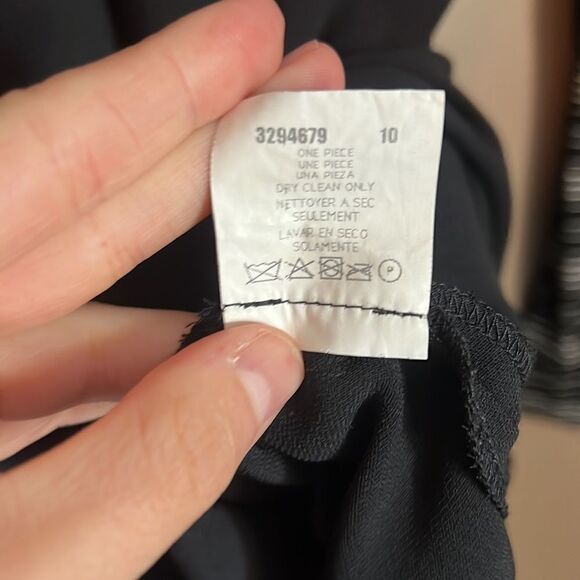 3294679 10
ONE PIECE
UNE PIECE
UNA PIEZA
DRY CLEAN ONLY
NETTOYER A SEC
SEULEMENT
LAVAR EN SECO
SOLAMENTE
P